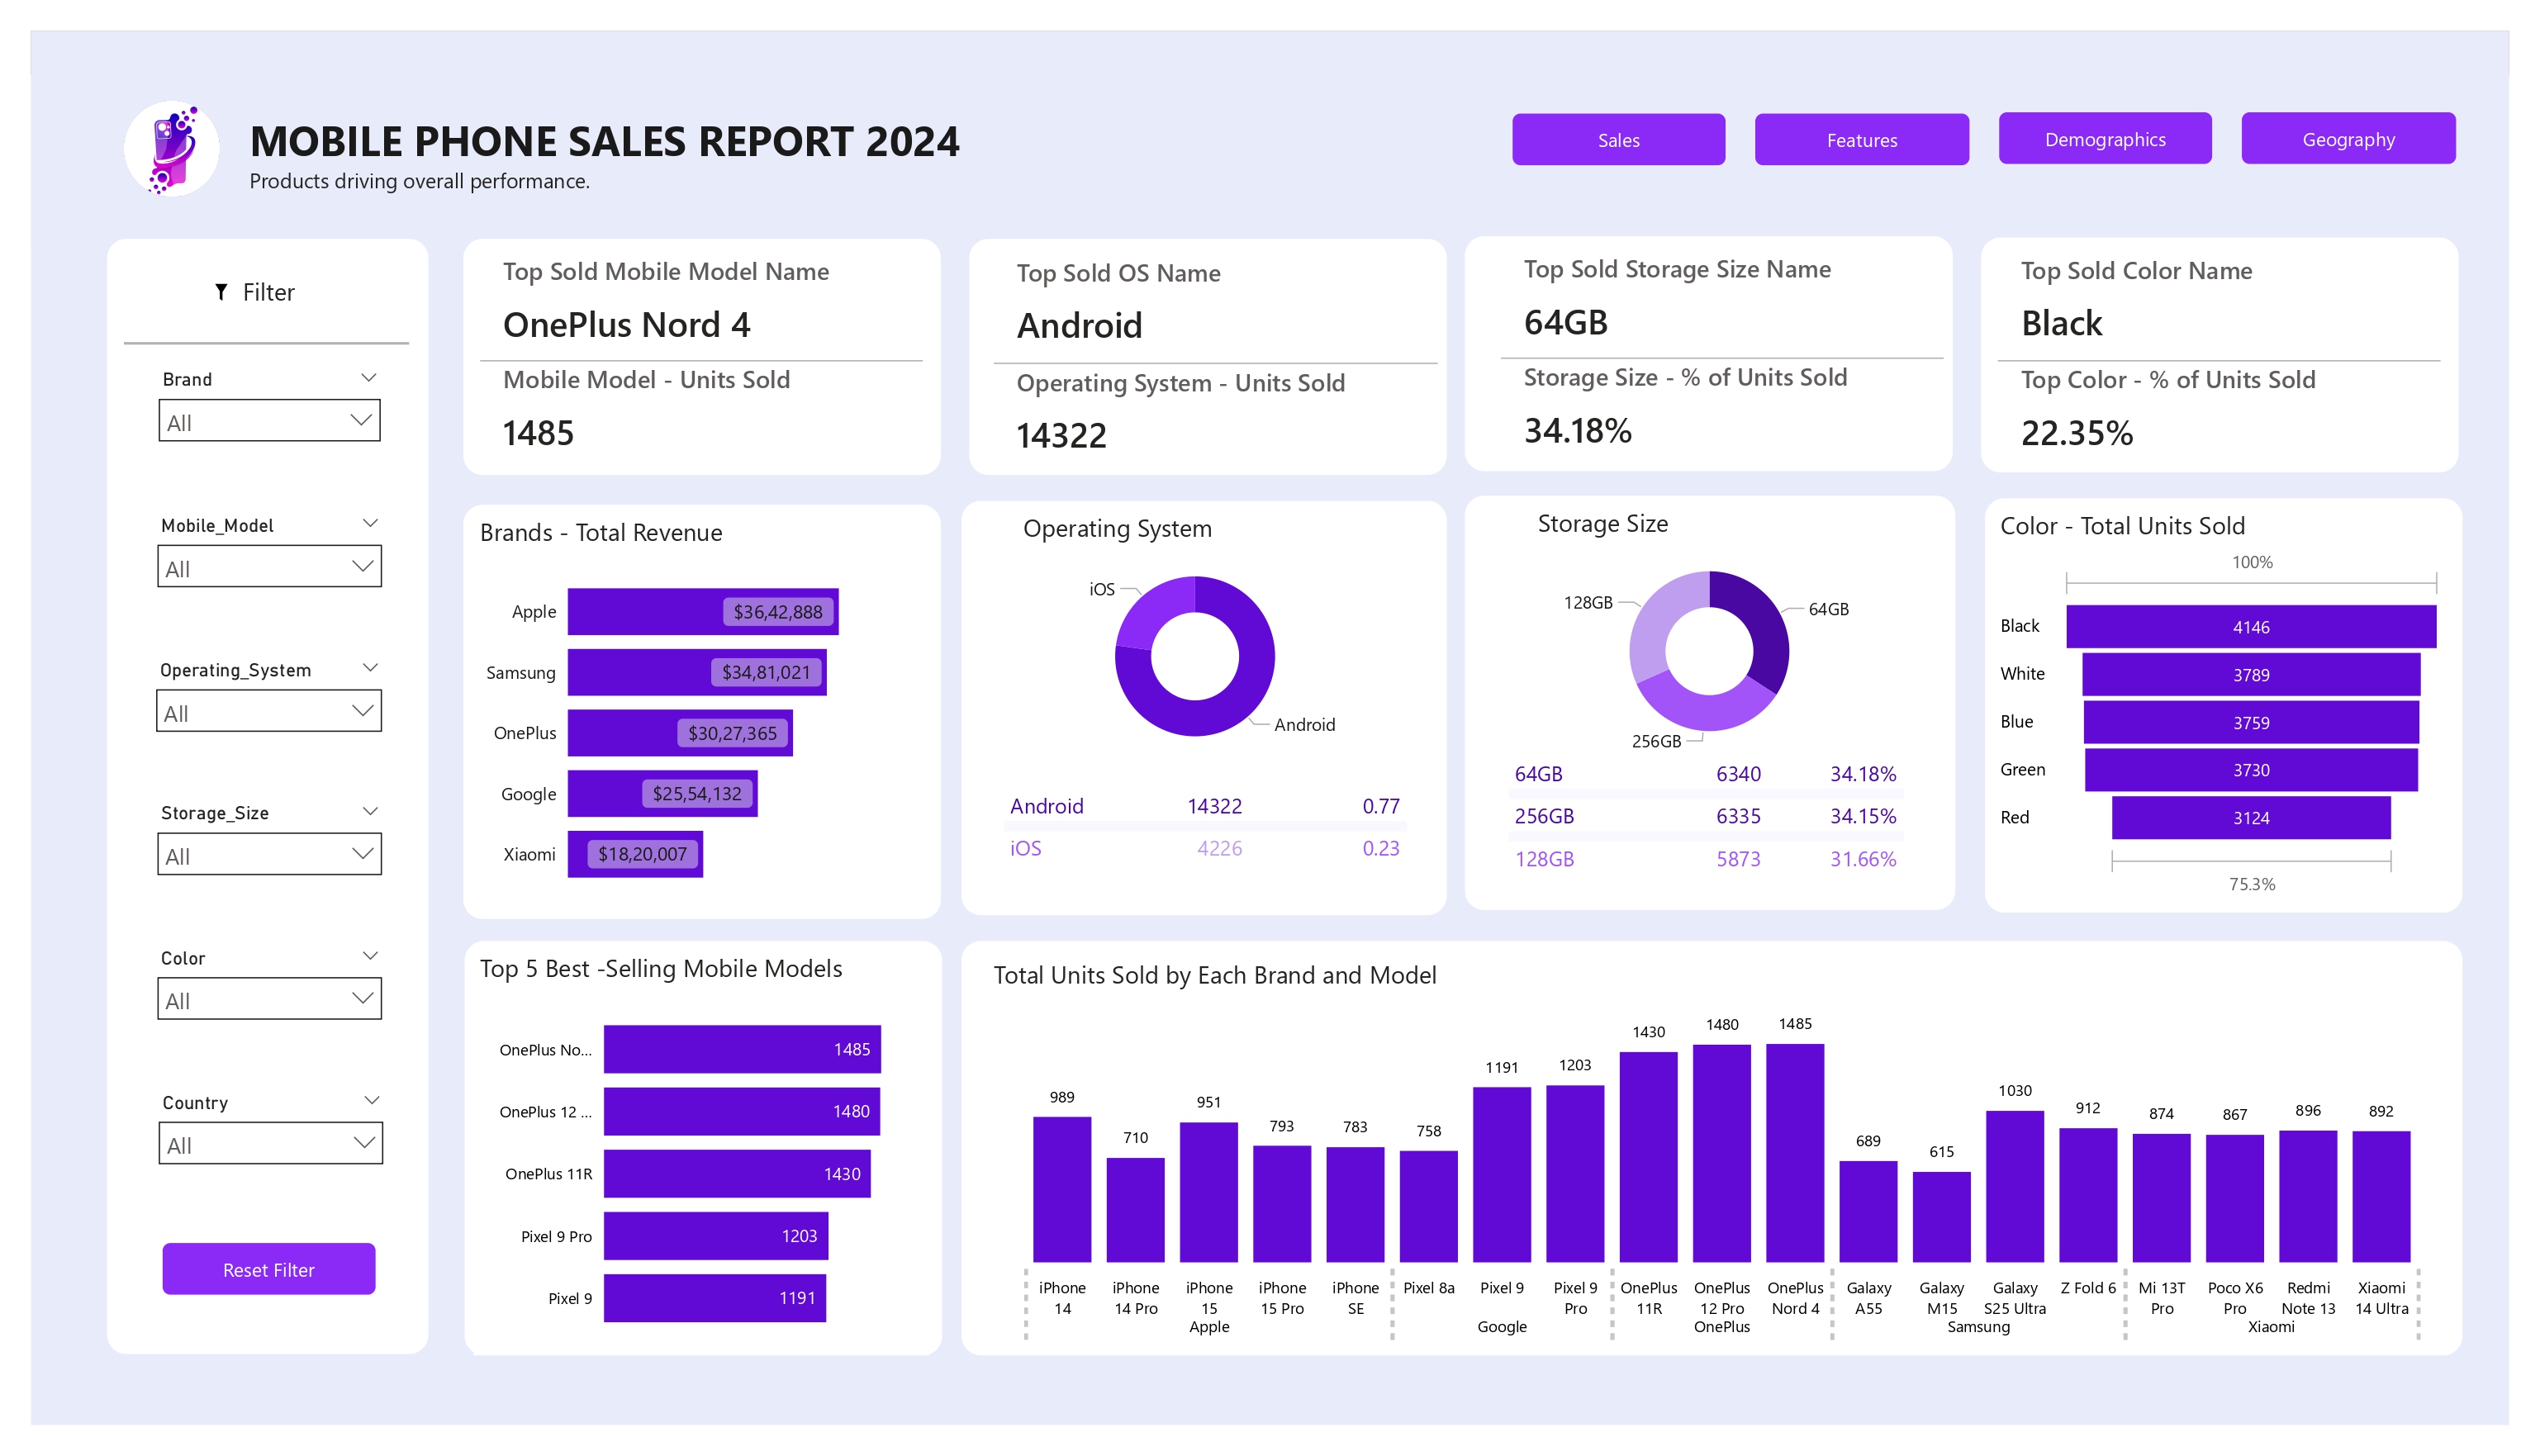 MOBILE PHONE SALES REPORT 2024
Products driving overall performance.
Sales
Features
Demographics
Geography
Filter
Brand
All
Mobile_Model
All
Operating_System
All
Storage_Size
All
Color
All
Country
All
Reset Filter
Top Sold Mobile Model Name
OnePlus Nord 4
Mobile Model - Units Sold
1485
Top Sold OS Name
Android
Operating System - Units Sold
14322
Top Sold Storage Size Name
64GB
Storage Size - % of Units Sold
34.18%
Top Sold Color Name
Black
Top Color - % of Units Sold
22.35%
Brands - Total Revenue
Apple $36,42,888
Samsung $34,81,021
OnePlus $30,27,365
Google $25,54,132
Xiaomi $18,20,007
Operating System
iOS
Android
Android 14322 0.77
iOS 4226 0.23
Storage Size
128GB
64GB
256GB
64GB 6340 34.18%
256GB 6335 34.15%
128GB 5873 31.66%
Color - Total Units Sold
100%
Black 4146
White 3789
Blue 3759
Green 3730
Red 3124
75.3%
Top 5 Best -Selling Mobile Models
OnePlus No... 1485
OnePlus 12 ... 1480
OnePlus 11R 1430
Pixel 9 Pro 1203
Pixel 9 1191
Total Units Sold by Each Brand and Model
989 710 951 793 783 758 1191 1203 1430 1480 1485 689 615 1030 912 874 867 896 892
iPhone iPhone iPhone iPhone iPhone Pixel 8a Pixel 9 Pixel 9 OnePlus OnePlus OnePlus Galaxy Galaxy Galaxy Z Fold 6 Mi 13T Poco X6 Redmi Xiaomi
14 14 Pro 15 15 Pro SE Pro 11R 12 Pro Nord 4 A55 M15 S25 Ultra Pro Pro Note 13 14 Ultra
Apple Google OnePlus Samsung Xiaomi